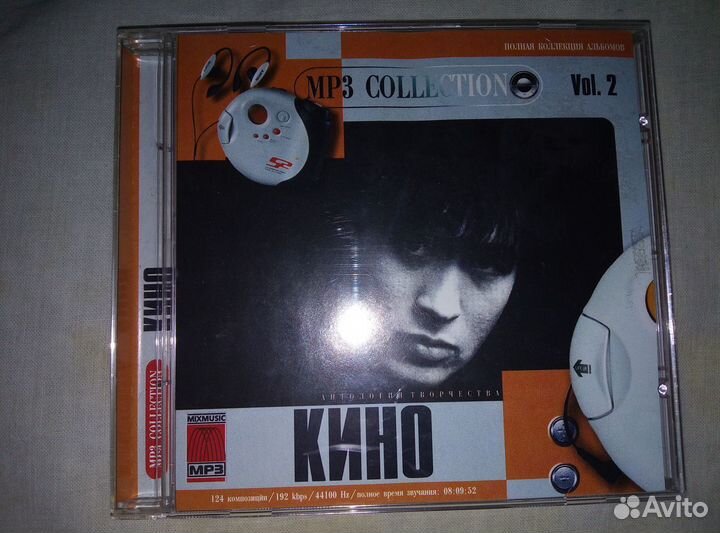 ПОЛНАЯ КОЛЛЕКЦИЯ АЛЬБОМОВ
MP3 COLLECTION
Vol. 2
КИНО
MP3 COLLECTION
АНТОЛОГИЯ ТВОРЧЕСТВА
КИНО
MIXMUSIC
MP3
124 композиции / 192 kbps / 44100 Hz / полное время звучания: 08:09:52
Avito